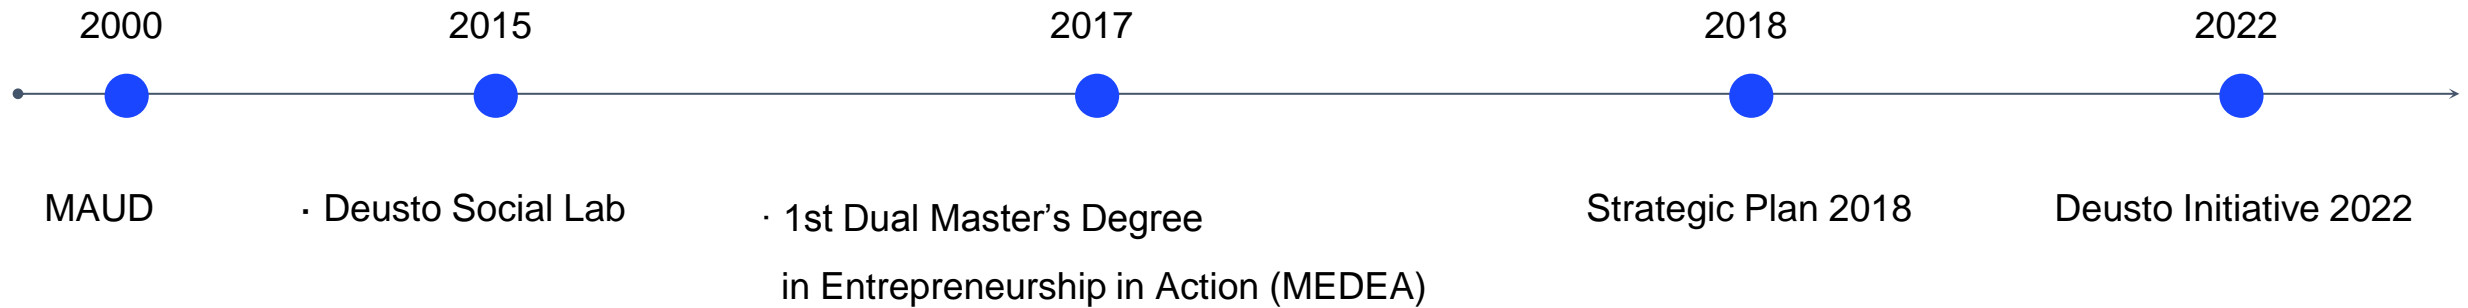 2000
2015
2017
2018
2022
MAUD
· Deusto Social Lab
· 1st Dual Master’s Degree
in Entrepreneurship in Action (MEDEA)
Strategic Plan 2018
Deusto Initiative 2022